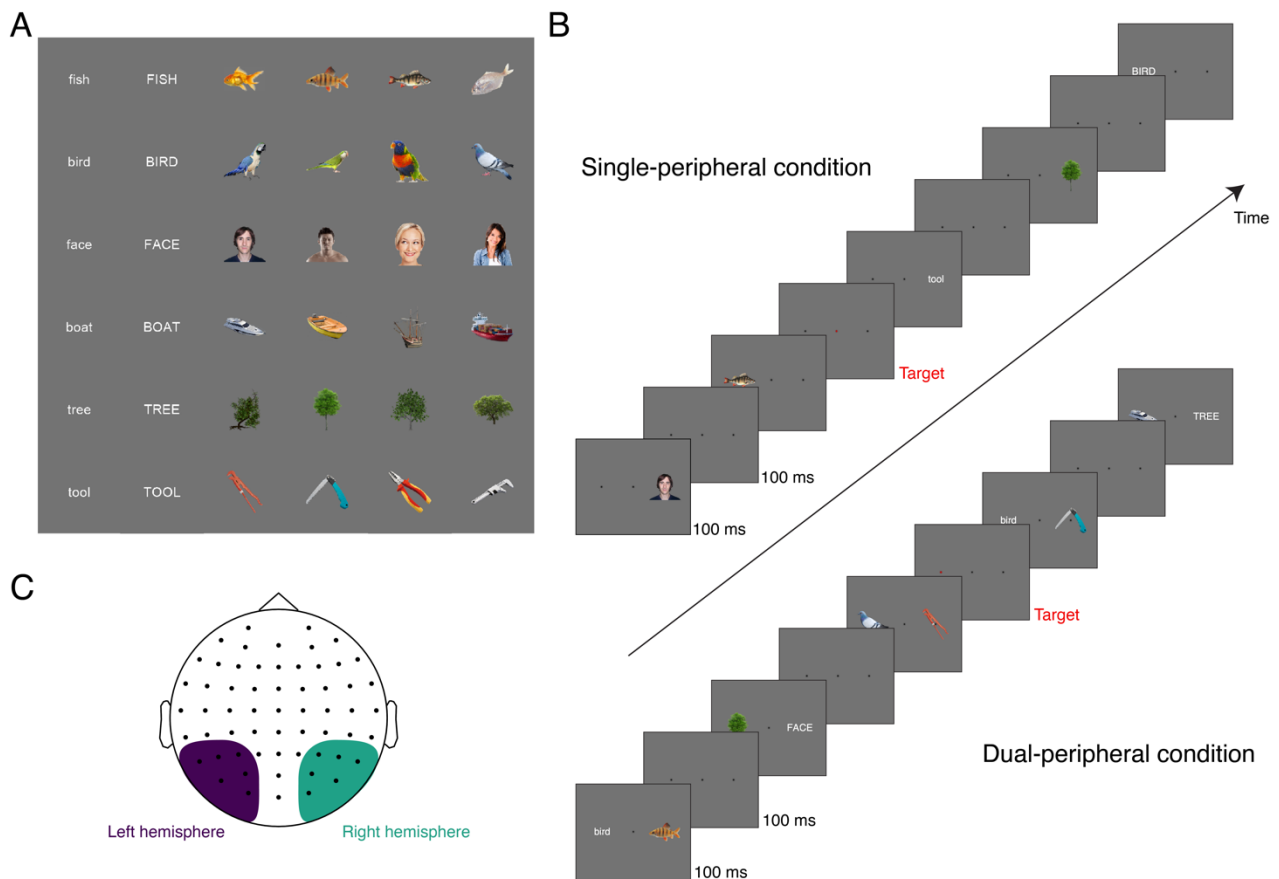 A
fish FISH
bird BIRD
face FACE
boat BOAT
tree TREE
tool TOOL
B
BIRD
Single-peripheral condition
Time
tool
Target
100 ms
100 ms
TREE
bird
Target
FACE
Dual-peripheral condition
100 ms
bird
100 ms
C
Left hemisphere
Right hemisphere